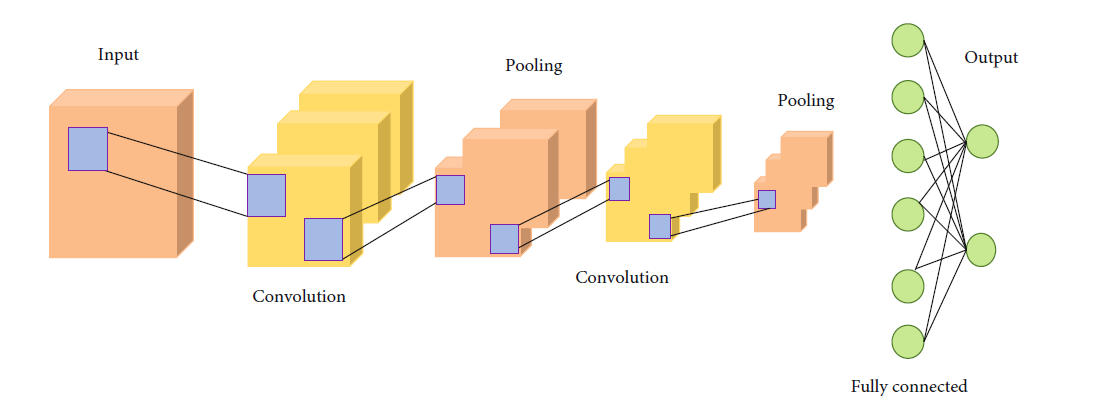 Input
Convolution
Pooling
Convolution
Pooling
Fully connected
Output